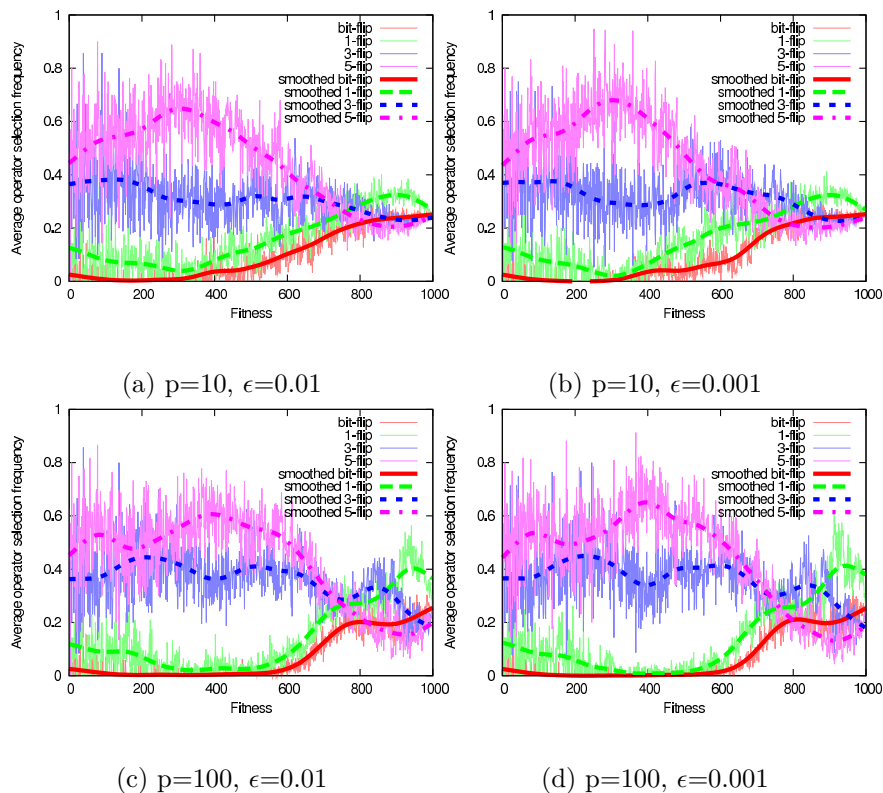 Average operator selection frequency
1
0.8
0.6
0.4
0.2
0
0
200
400
600
800
1000
Fitness
bit-flip
1-flip
3-flip
5-flip
smoothed bit-flip
smoothed 1-flip
smoothed 3-flip
smoothed 5-flip
(a) p=10, ϵ=0.01
Average operator selection frequency
1
0.8
0.6
0.4
0.2
0
0
200
400
600
800
1000
Fitness
bit-flip
1-flip
3-flip
5-flip
smoothed bit-flip
smoothed 1-flip
smoothed 3-flip
smoothed 5-flip
(b) p=10, ϵ=0.001
Average operator selection frequency
1
0.8
0.6
0.4
0.2
0
0
200
400
600
800
1000
Fitness
bit-flip
1-flip
3-flip
5-flip
smoothed bit-flip
smoothed 1-flip
smoothed 3-flip
smoothed 5-flip
(c) p=100, ϵ=0.01
Average operator selection frequency
1
0.8
0.6
0.4
0.2
0
0
200
400
600
800
1000
Fitness
bit-flip
1-flip
3-flip
5-flip
smoothed bit-flip
smoothed 1-flip
smoothed 3-flip
smoothed 5-flip
(d) p=100, ϵ=0.001